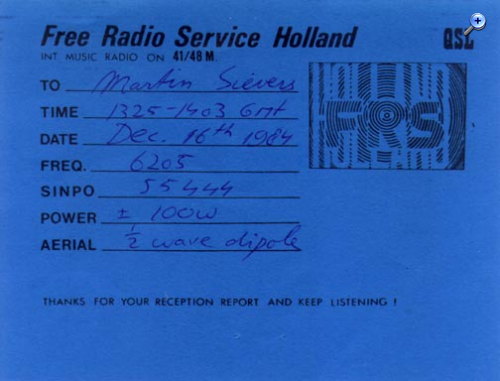 Free Radio Service Holland QSL
INT MUSIC RADIO ON 41/48 M.
TO Martin Sievers
TIME 1325-1403 GMT
DATE Dec. 16th 1984
FRS
FREQ. 6205
SINPO 55444
POWER ± 100W
AERIAL ½ wave dipole
THANKS FOR YOUR RECEPTION REPORT AND KEEP LISTENING !